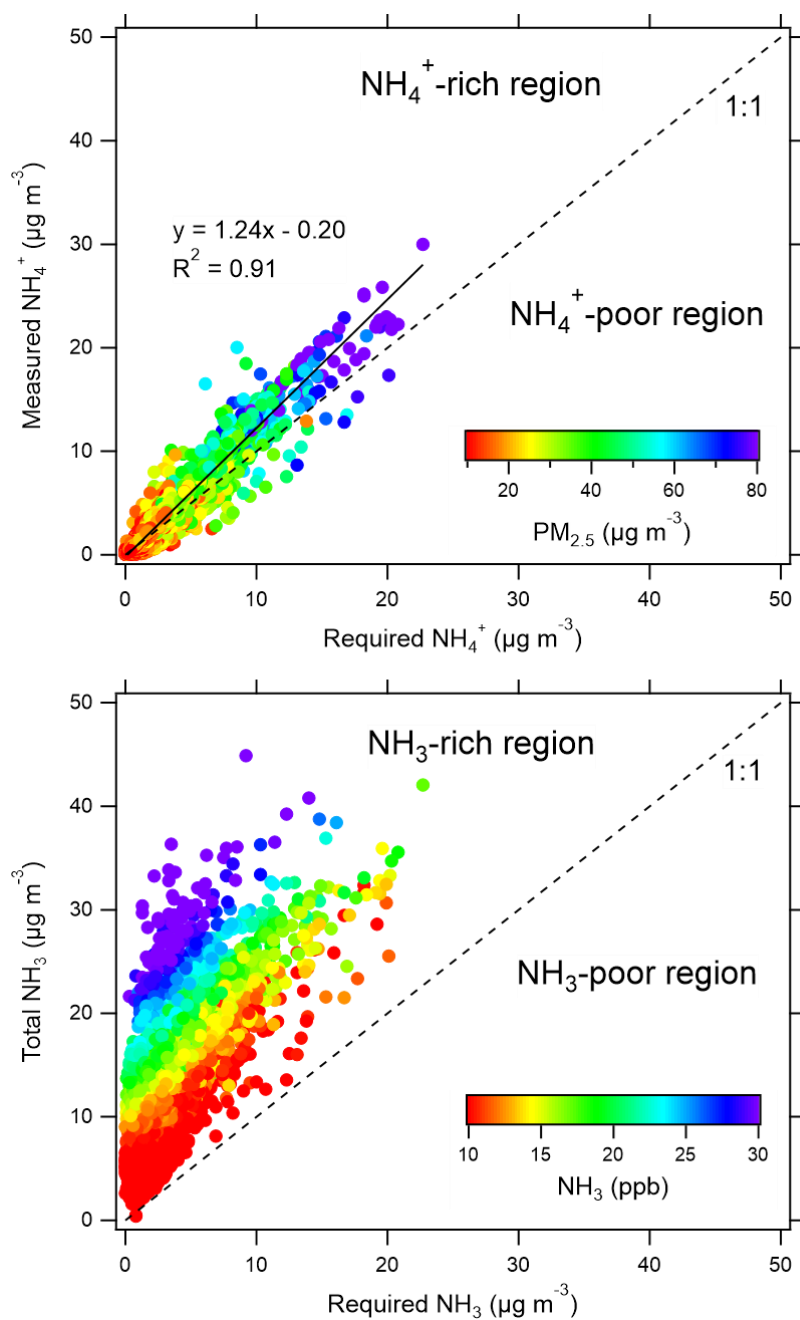 50
40
30
20
10
0
Measured NH₄⁺ (µg m⁻³)
NH₄⁺-rich region
1:1
y = 1.24x - 0.20
R² = 0.91
NH₄⁺-poor region
20 40 60 80
PM₂.₅ (µg m⁻³)
0 10 20 30 40 50
Required NH₄⁺ (µg m⁻³)
50
40
30
20
10
0
Total NH₃ (µg m⁻³)
NH₃-rich region
1:1
NH₃-poor region
10 15 20 25 30
NH₃ (ppb)
0 10 20 30 40 50
Required NH₃ (µg m⁻³)